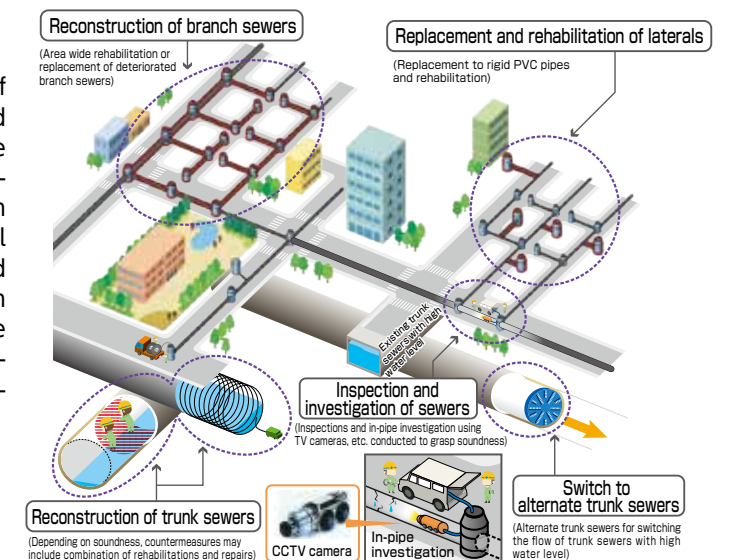 Reconstruction of branch sewers
(Area wide rehabilitation or
replacement of deteriorated
branch sewers)
Replacement and rehabilitation of laterals
(Replacement to rigid PVC pipes
and rehabilitation)
f
d
e
-
n
l
d
n
e
-
-
Existing trunk
sewers with high
water level
Inspection and
investigation of sewers
(Inspections and in-pipe investigation using
TV cameras, etc. conducted to grasp soundness)
Reconstruction of trunk sewers
(Depending on soundness, countermeasures may
include combination of rehabilitations and repairs)
CCTV camera
In-pipe
investigation
Switch to
alternate trunk sewers
(Alternate trunk sewers for switching
the flow of trunk sewers with high
water level)